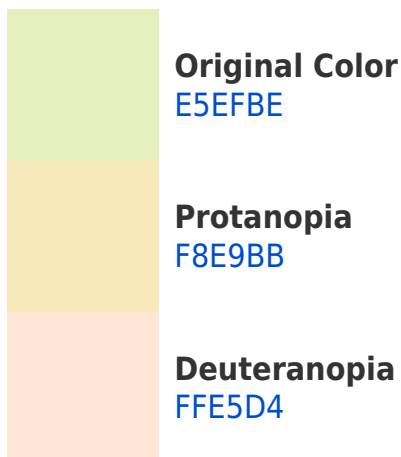 Original Color
E5EFBE
Protanopia
F8E9BB
Deuteranopia
FFE5D4